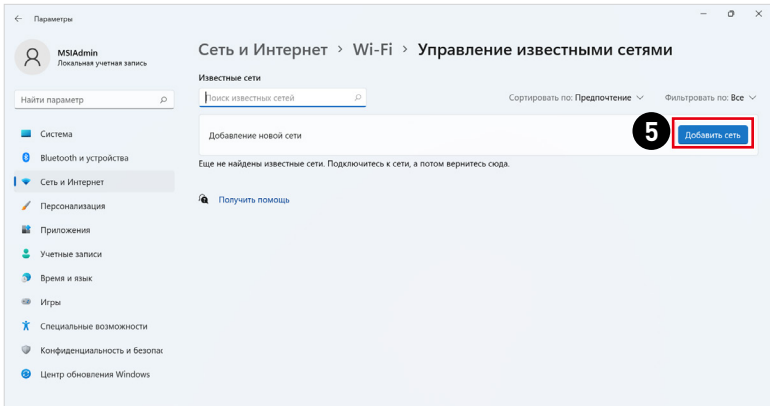 Параметры
MSIAdmin
Локальная учетная запись
Найти параметр
Система
Bluetooth и устройства
Сеть и Интернет
Персонализация
Приложения
Учетные записи
Время и язык
Игры
Специальные возможности
Конфиденциальность и безопас
Центр обновления Windows
Сеть и Интернет > Wi-Fi > Управление известными сетями
Известные сети
Поиск известных сетей
Сортировать по: Предпочтение
Фильтровать по: Все
Добавление новой сети
5
Добавить сеть
Еще не найдены известные сети. Подключитесь к сети, а потом вернитесь сюда.
Получить помощь